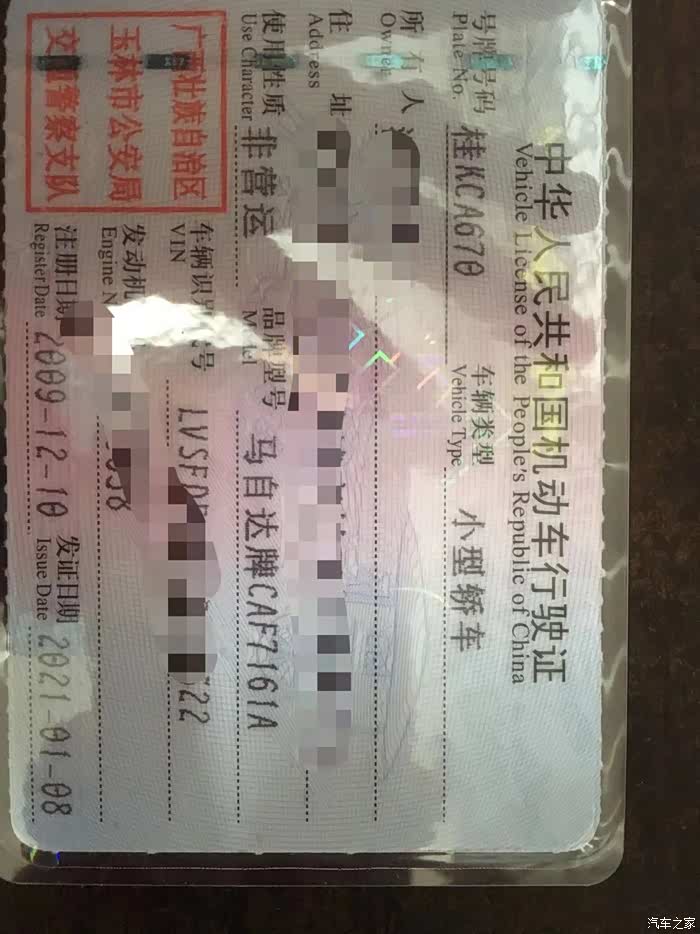 中华人民共和国机动车行驶证
Vehicle License of the People's Republic of China
号牌号码 桂KCA670 车辆类型 小型轿车
Plate No. Vehicle Type
所有人
Owner
住址
Address
使用性质 非营运 品牌型号 马自达牌CAF7161A
Use Character Model
广西壮族自治区
玉林市公安局
交通警察支队
车辆识别代号 LVSFD 722
VIN
发动机
Engine N
注册日期 2009-12-10 发证日期 2021-01-08
Register Date Issue Date
汽车之家